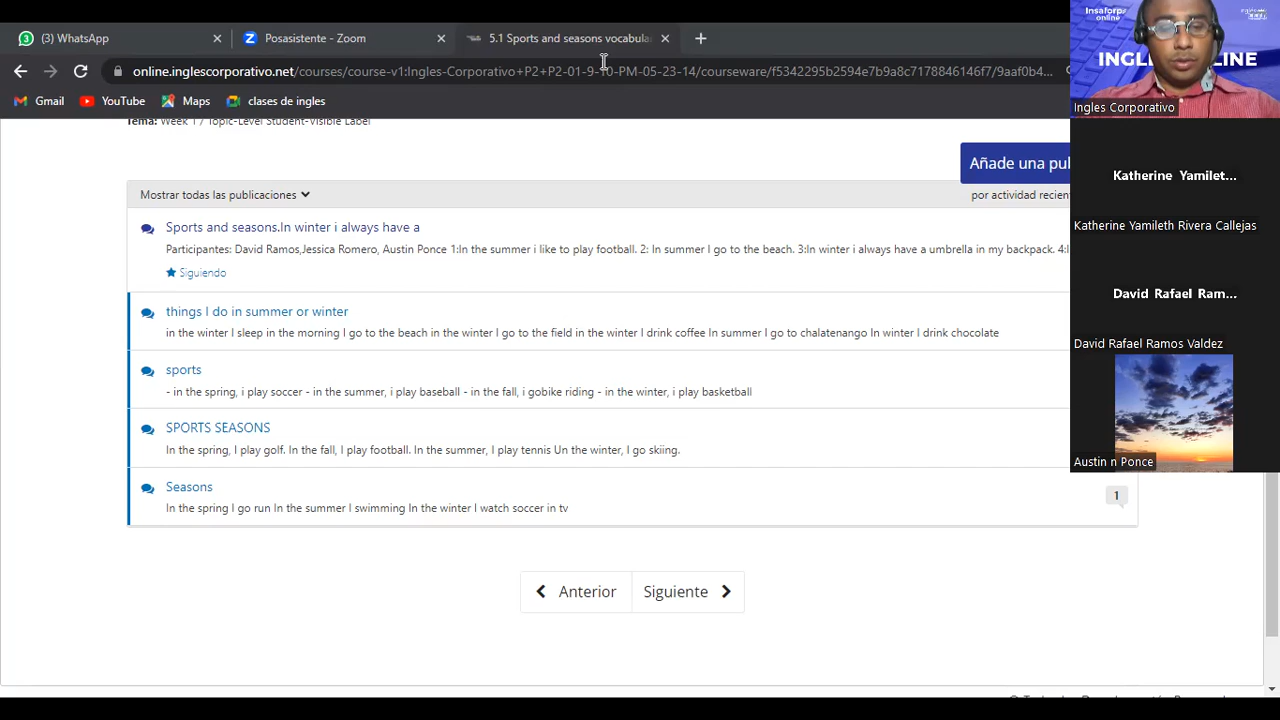 (3) WhatsApp
Posasistente - Zoom
5.1 Sports and seasons vocabular
online.inglescorporativo.net/courses/course-v1:Ingles-Corporativo+P2+P2-01-9-10-PM-05-23-14/courseware/f5342295b2594e7b9a8c7178846146f7/9aaf0b4...
Gmail
YouTube
Maps
clases de ingles
Tema: Week 1 / Topic-Level Student-Visible Label
Añade una pul
Mostrar todas las publicaciones
por actividad recien
Sports and seasons.In winter i always have a
Participantes: David Ramos,Jessica Romero, Austin Ponce 1:In the summer i like to play football. 2: In summer I go to the beach. 3:In winter i always have a umbrella in my backpack. 4:I
Siguiendo
things I do in summer or winter
in the winter I sleep in the morning I go to the beach in the winter I go to the field in the winter I drink coffee In summer I go to chalatenango In winter I drink chocolate
sports
- in the spring, i play soccer - in the summer, i play baseball - in the fall, i gobike riding - in the winter, i play basketball
SPORTS SEASONS
In the spring, I play golf. In the fall, I play football. In the summer, I play tennis Un the winter, I go skiing.
Seasons
In the spring I go run In the summer I swimming In the winter I watch soccer in tv
1
Anterior
Siguiente
Insaforp
online
INGL
LINE
Ingles Corporativo
Katherine Yamilet...
Katherine Yamileth Rivera Callejas
David Rafael Ram...
David Rafael Ramos Valdez
Austin n Ponce